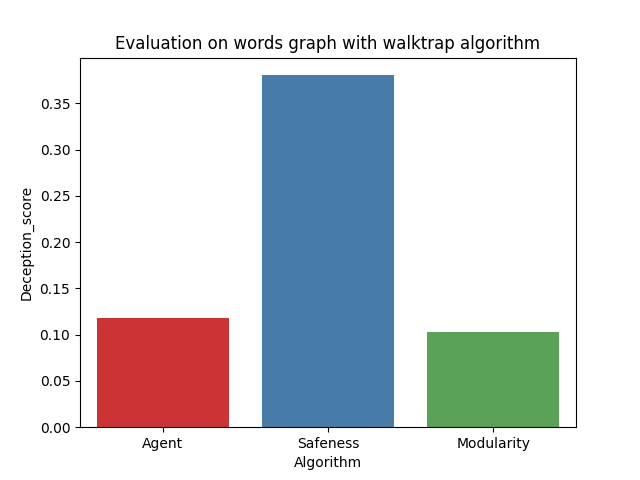 Evaluation on words graph with walktrap algorithm
0.35
0.30
0.25
0.20
0.15
0.10
0.05
0.00
Deception_score
Agent Safeness Modularity
Algorithm